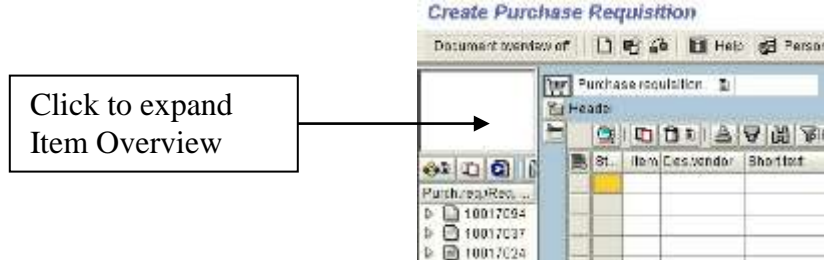 Create Purchase Requisition
Document overview off Help Person
Click to expand
Item Overview
Purchase requisition
Header
St.. Item Des.vendor Short text
Purch.req/Req. ...
10017094
10017037
10017024